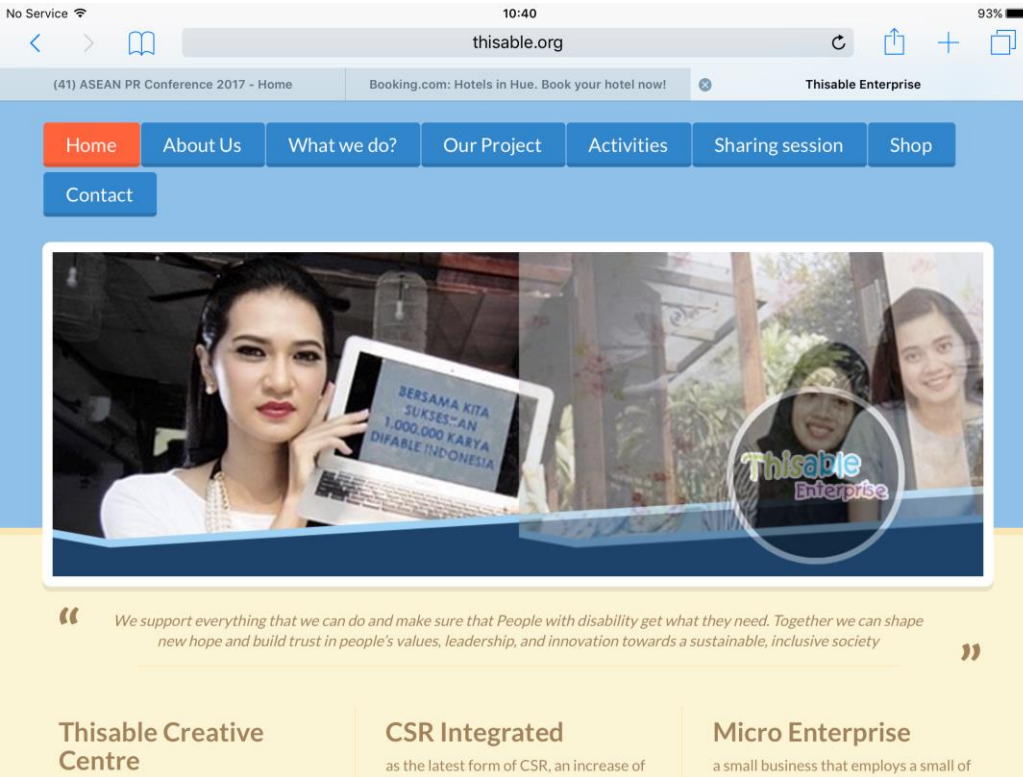 No Service 10:40 93%
thisable.org
(41) ASEAN PR Conference 2017 - Home Booking.com: Hotels in Hue. Book your hotel now! Thisable Enterprise
Home About Us What we do? Our Project Activities Sharing session Shop
Contact
BERSAMA KITA
SUKSESKAN
1.000.000 KARYA
DIFABLE INDONESIA
Thisable
Enterprise
“ We support everything that we can do and make sure that People with disability get what they need. Together we can shape
new hope and build trust in people's values, leadership, and innovation towards a sustainable, inclusive society ”
Thisable Creative
Centre
CSR Integrated
as the latest form of CSR, an increase of
Micro Enterprise
a small business that employs a small of